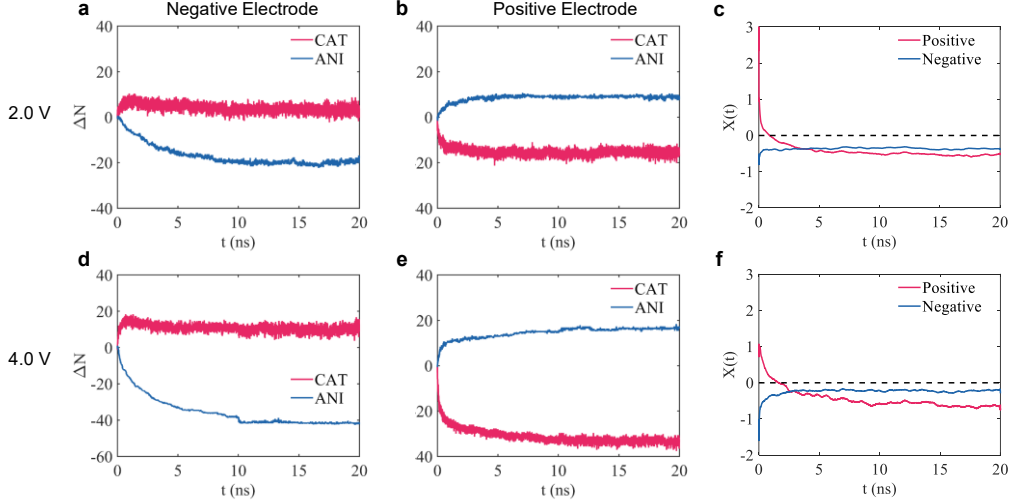 Negative Electrode
Positive Electrode
2.0 V
a
ΔN
40
20
0
-20
-40
CAT
ANI
0
5
10
15
20
t (ns)
b
40
20
0
20
40
CAT
ANI
0
5
10
15
20
t (ns)
c
X(t)
3
2
1
0
-1
-2
Positive
Negative
0
5
10
15
20
t (ns)
4.0 V
d
ΔN
40
20
0
-20
-40
-60
CAT
ANI
0
5
10
15
20
t (ns)
e
40
20
0
20
40
CAT
ANI
0
5
10
15
20
t (ns)
f
X(t)
3
2
1
0
-1
-2
Positive
Negative
0
5
10
15
20
t (ns)